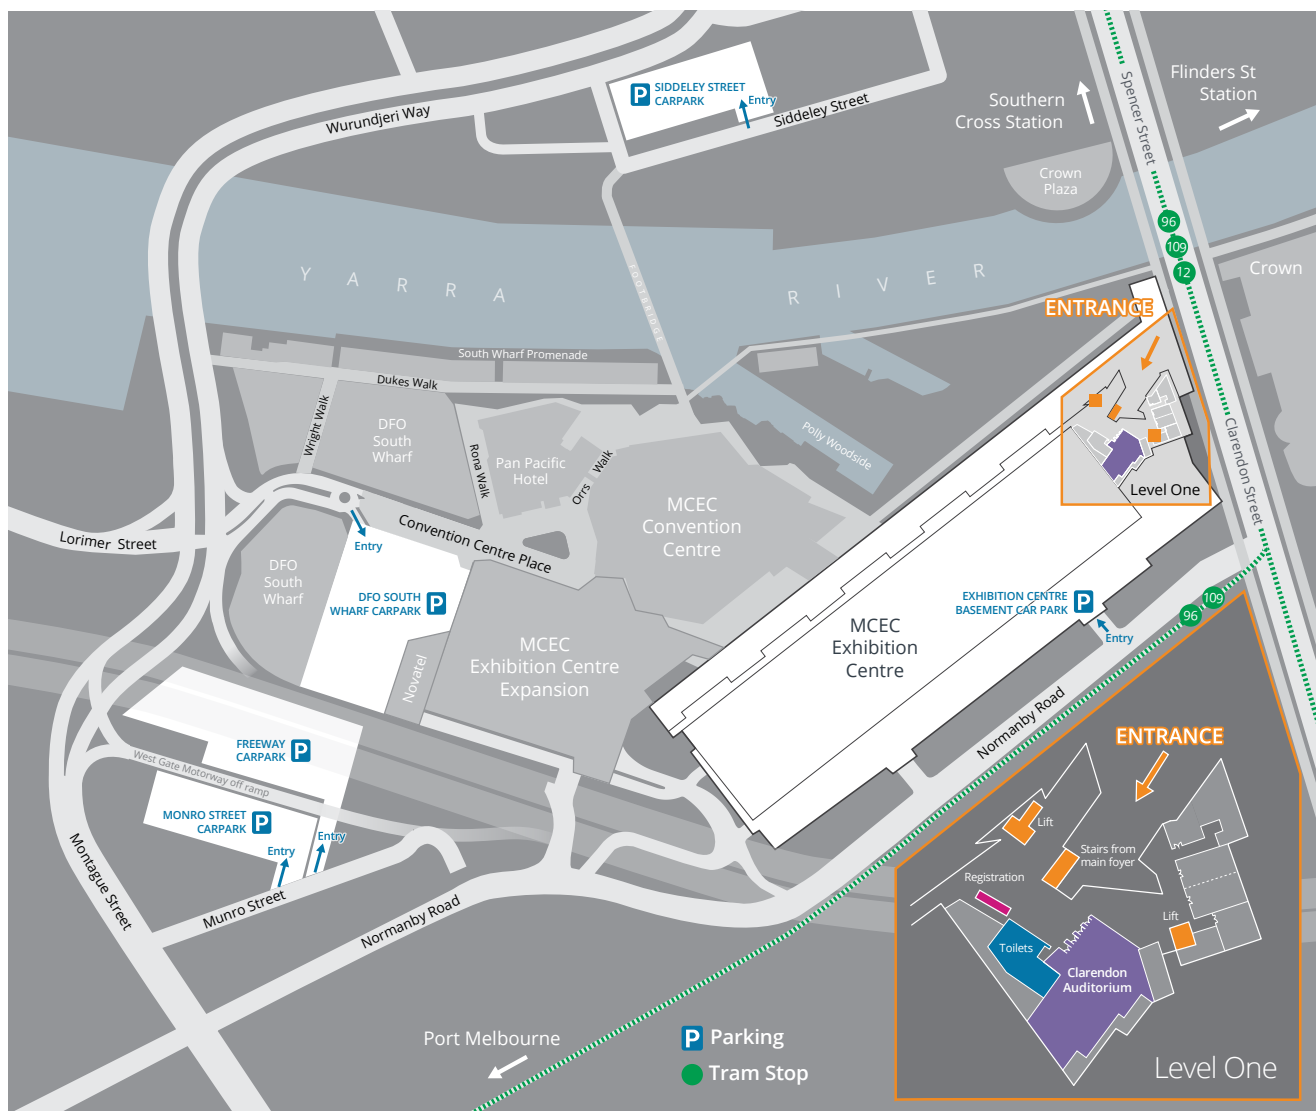 SIDDELEY STREET
CARPARK
Entry
Siddeley Street
Wurundjeri Way
Southern
Cross Station
Flinders St
Station
Spencer Street
Crown
Plaza
96
109
12
Crown
YARRA
RIVER
FOOTBRIDGE
ENTRANCE
South Wharf Promenade
Dukes Walk
Wright Walk
DFO
South
Wharf
Rona Walk
Pan Pacific
Hotel
Orrs Walk
Polly Woodside
MCEC
Convention
Centre
Level One
Clarendon Street
Lorimer Street
Convention Centre Place
Entry
DFO
South
Wharf
DFO SOUTH
WHARF CARPARK
P
Novatel
MCEC
Exhibition Centre
Expansion
MCEC
Exhibition
Centre
EXHIBITION CENTRE
BASEMENT CAR PARK
P
Entry
109
96
Normanby Road
FREEWAY
CARPARK
P
West Gate Motorway off ramp
MONRO STREET
CARPARK
P
Entry
Entry
Montague Street
Munro Street
Normanby Road
Port Melbourne
P Parking
Tram Stop
ENTRANCE
Lift
Stairs from
main foyer
Registration
Lift
Toilets
Clarendon
Auditorium
Level One
P